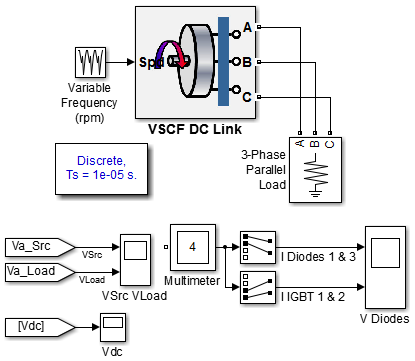 A
Spd
B
C
Variable
Frequency
(rpm)
VSCF DC Link
Discrete,
Ts = 1e-05 s.
A B C
3-Phase
Parallel
Load
Va_Src
VSrc
Va_Load
VLoad
VSrc VLoad
4
Multimeter
I Diodes 1 & 3
I IGBT 1 & 2
V Diodes
[Vdc]
Vdc